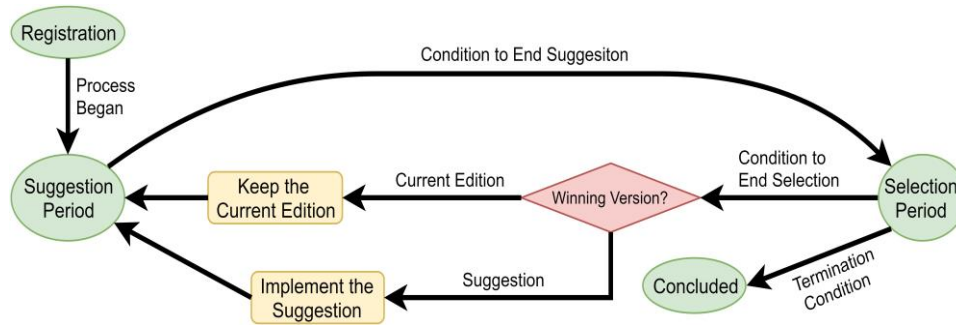 Registration
Process
Began
Condition to End Suggesiton
Suggestion
Period
Keep the
Current Edition
Current Edition
Winning Version?
Condition to
End Selection
Selection
Period
Implement the
Suggestion
Suggestion
Concluded
Termination
Condition